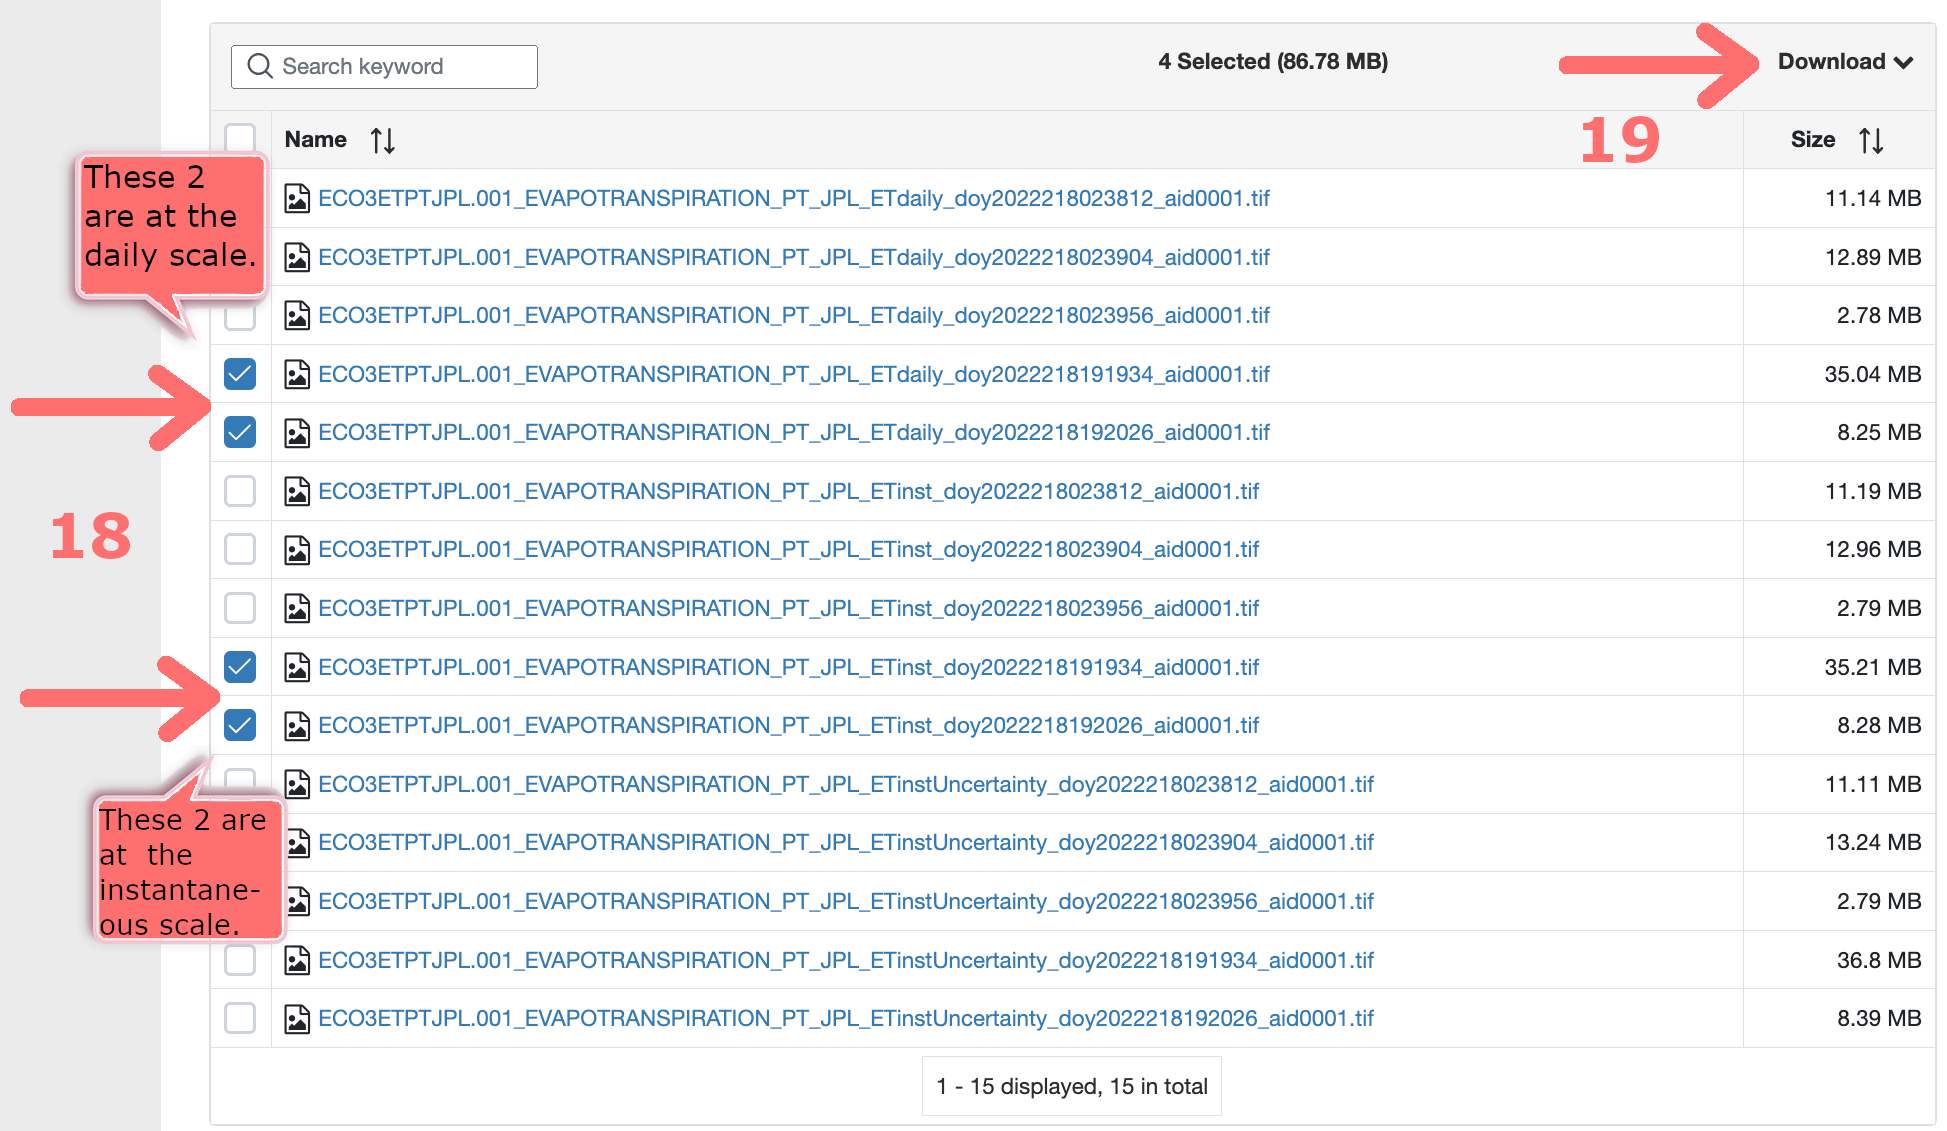 Search keyword
4 Selected (86.78 MB)
Download
19
Name
Size
These 2
are at the
daily scale.
ECO3ETPTJPL.001_EVAPOTRANSPIRATION_PT_JPL_ETdaily_doy2022218023812_aid0001.tif 11.14 MB
ECO3ETPTJPL.001_EVAPOTRANSPIRATION_PT_JPL_ETdaily_doy2022218023904_aid0001.tif 12.89 MB
ECO3ETPTJPL.001_EVAPOTRANSPIRATION_PT_JPL_ETdaily_doy2022218023956_aid0001.tif 2.78 MB
ECO3ETPTJPL.001_EVAPOTRANSPIRATION_PT_JPL_ETdaily_doy2022218191934_aid0001.tif 35.04 MB
ECO3ETPTJPL.001_EVAPOTRANSPIRATION_PT_JPL_ETdaily_doy2022218192026_aid0001.tif 8.25 MB
ECO3ETPTJPL.001_EVAPOTRANSPIRATION_PT_JPL_ETinst_doy2022218023812_aid0001.tif 11.19 MB
18
ECO3ETPTJPL.001_EVAPOTRANSPIRATION_PT_JPL_ETinst_doy2022218023904_aid0001.tif 12.96 MB
ECO3ETPTJPL.001_EVAPOTRANSPIRATION_PT_JPL_ETinst_doy2022218023956_aid0001.tif 2.79 MB
ECO3ETPTJPL.001_EVAPOTRANSPIRATION_PT_JPL_ETinst_doy2022218191934_aid0001.tif 35.21 MB
ECO3ETPTJPL.001_EVAPOTRANSPIRATION_PT_JPL_ETinst_doy2022218192026_aid0001.tif 8.28 MB
These 2 are
at the
instantane-
ous scale.
ECO3ETPTJPL.001_EVAPOTRANSPIRATION_PT_JPL_ETinstUncertainty_doy2022218023812_aid0001.tif 11.11 MB
ECO3ETPTJPL.001_EVAPOTRANSPIRATION_PT_JPL_ETinstUncertainty_doy2022218023904_aid0001.tif 13.24 MB
ECO3ETPTJPL.001_EVAPOTRANSPIRATION_PT_JPL_ETinstUncertainty_doy2022218023956_aid0001.tif 2.79 MB
ECO3ETPTJPL.001_EVAPOTRANSPIRATION_PT_JPL_ETinstUncertainty_doy2022218191934_aid0001.tif 36.8 MB
ECO3ETPTJPL.001_EVAPOTRANSPIRATION_PT_JPL_ETinstUncertainty_doy2022218192026_aid0001.tif 8.39 MB
1 - 15 displayed, 15 in total